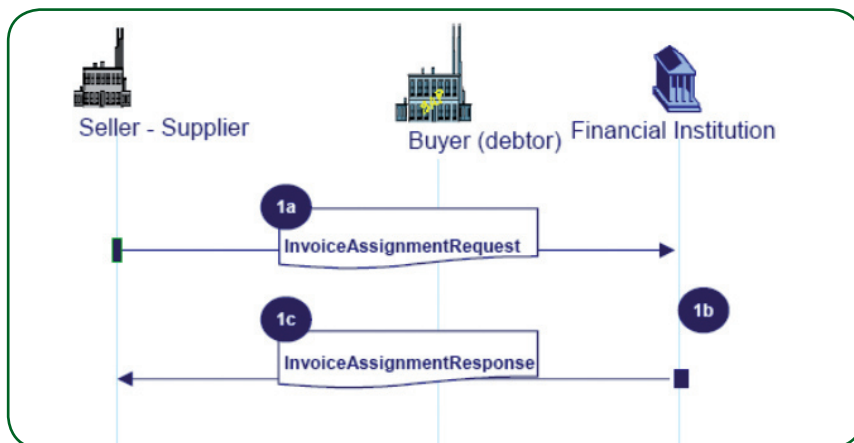 Seller - Supplier
Buyer (debtor)
Financial Institution
1a
InvoiceAssignmentRequest
1b
1c
InvoiceAssignmentResponse